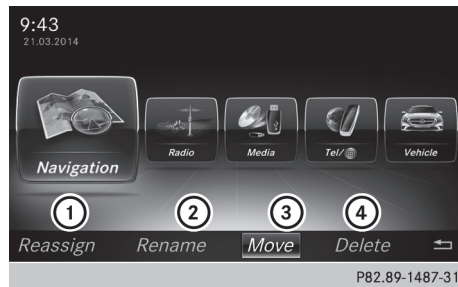 9:43
21.03.2014
Navigation
Radio
Media
Tel/
Vehicle
1 2 3 4
Reassign Rename Move Delete
P82.89-1487-31